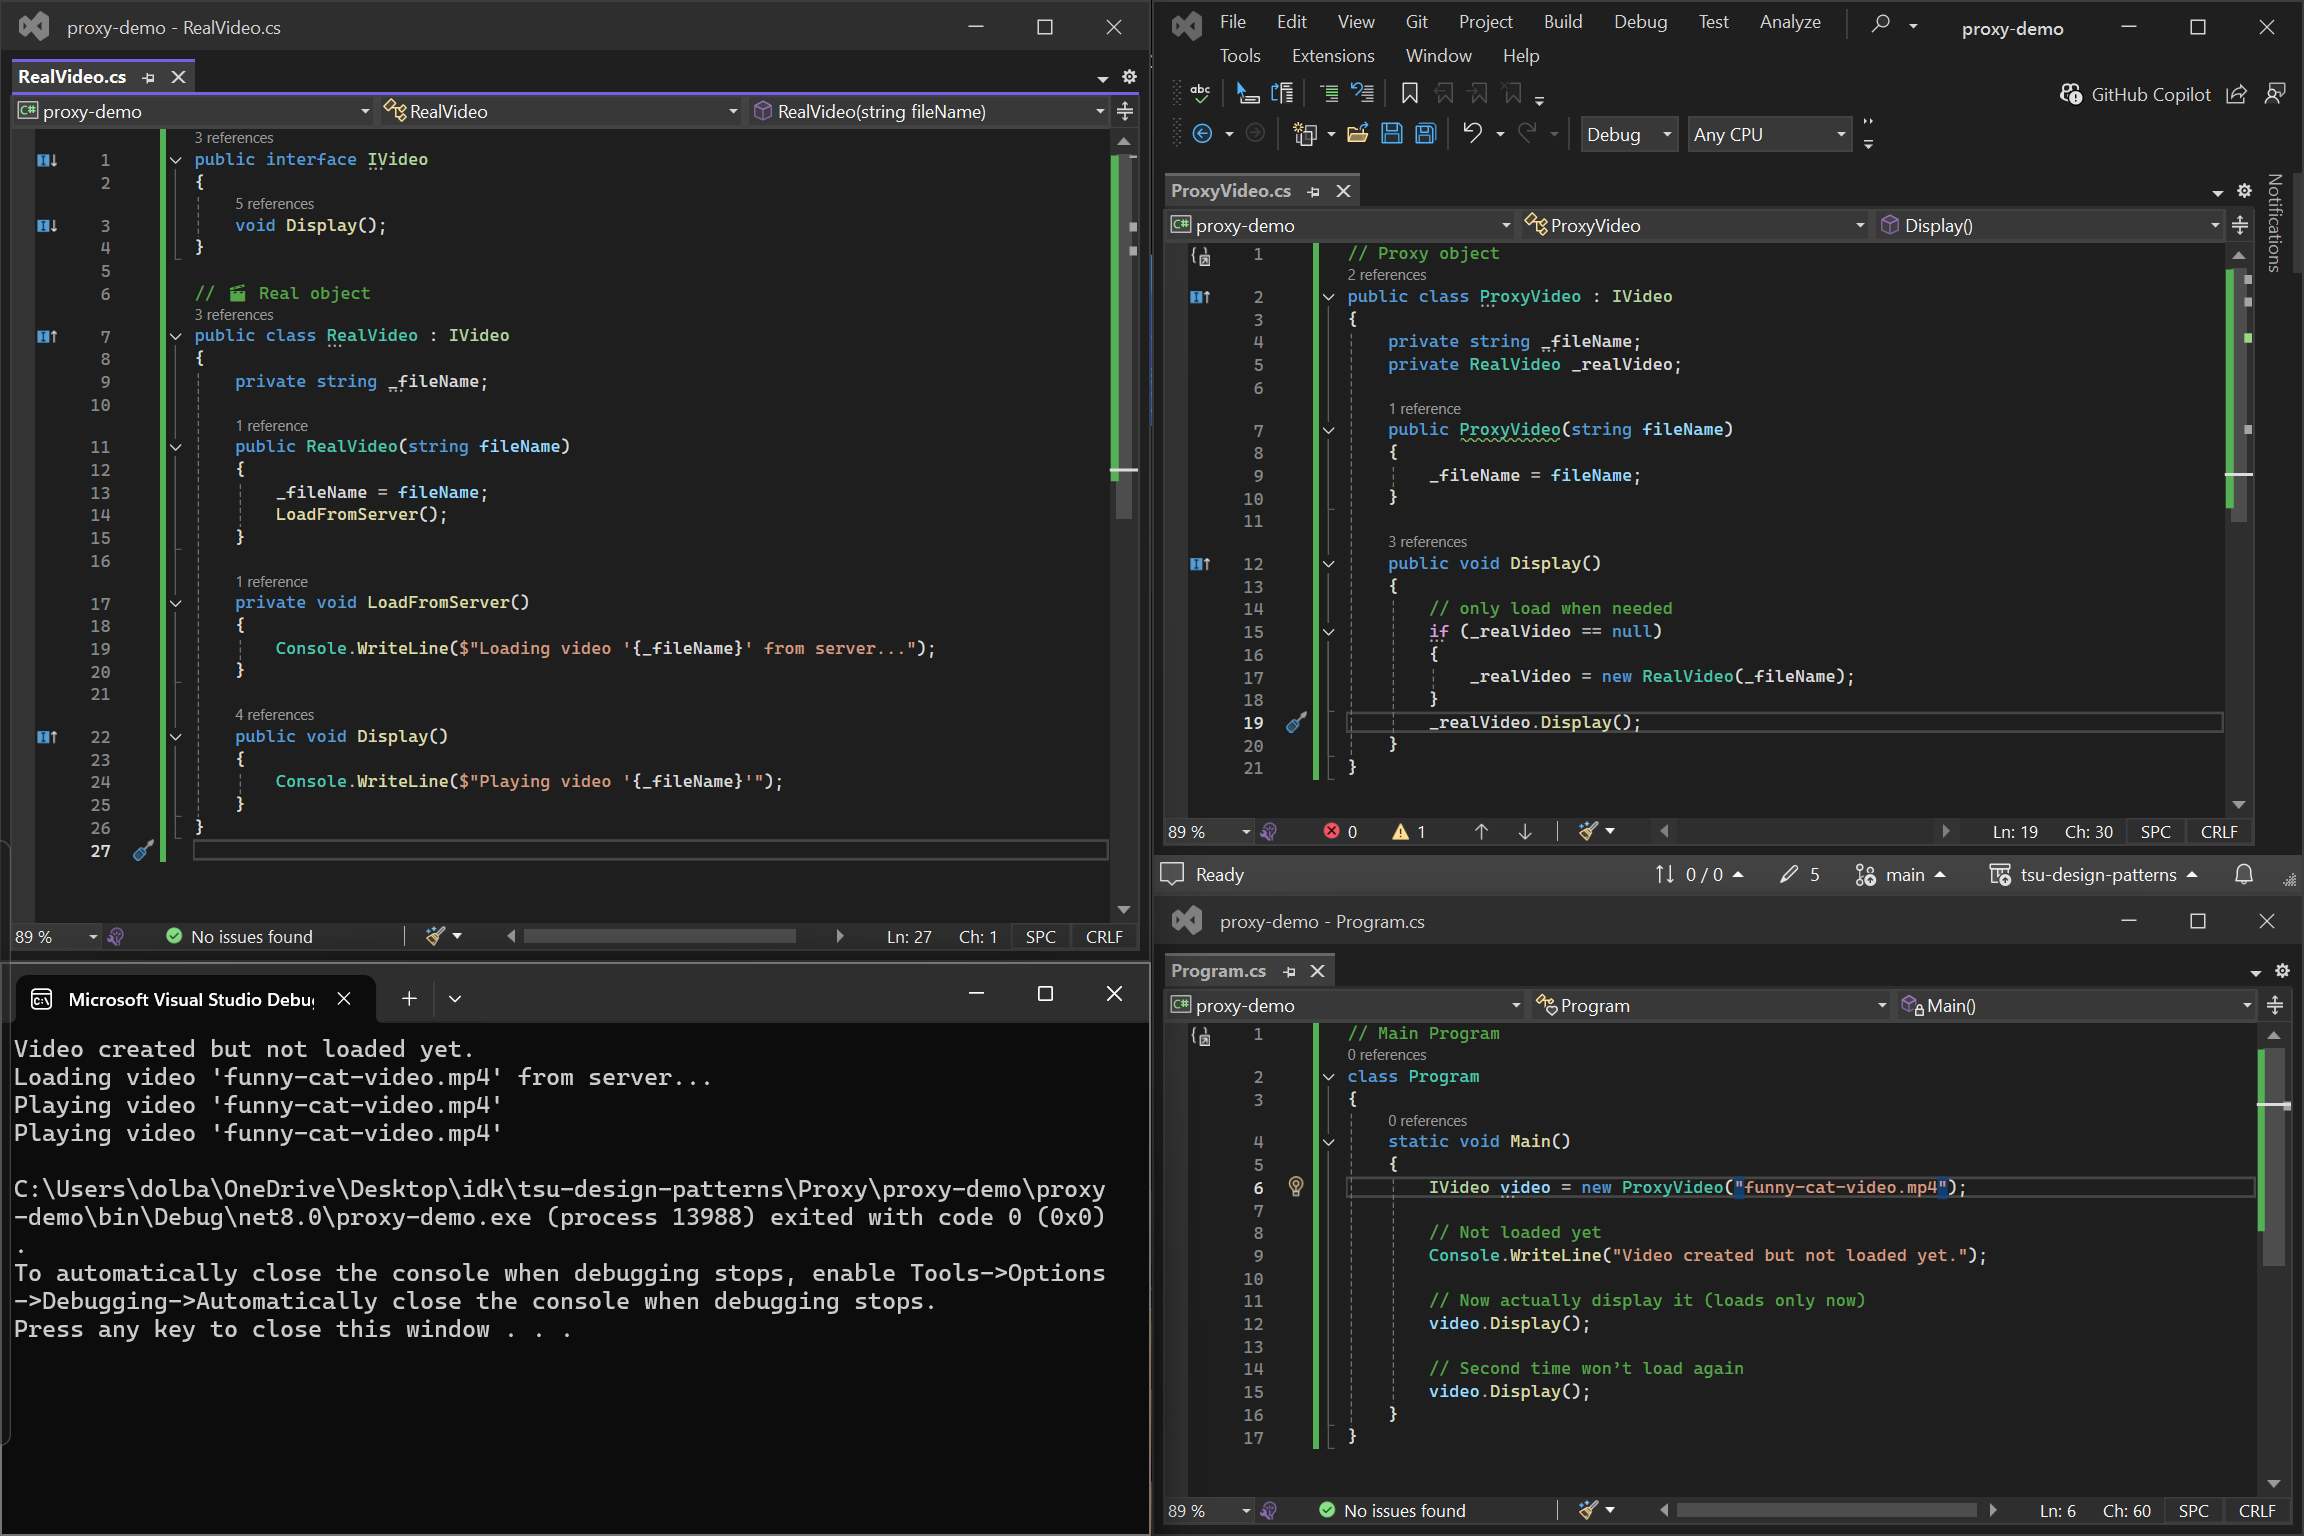 proxy-demo - RealVideo.cs
RealVideo.cs
proxy-demo RealVideo RealVideo(string fileName)
3 references
1 public interface IVideo
2 {
5 references
3 void Display();
4 }
5
6 // 🎬 Real object
3 references
7 public class RealVideo : IVideo
8 {
9 private string _fileName;
10
1 reference
11 public RealVideo(string fileName)
12 {
13 _fileName = fileName;
14 LoadFromServer();
15 }
16
1 reference
17 private void LoadFromServer()
18 {
19 Console.WriteLine($"Loading video '{_fileName}' from server...");
20 }
21
4 references
22 public void Display()
23 {
24 Console.WriteLine($"Playing video '{_fileName}'");
25 }
26 }
27
89 % No issues found Ln: 27 Ch: 1 SPC CRLF
Microsoft Visual Studio Debu
Video created but not loaded yet.
Loading video 'funny-cat-video.mp4' from server...
Playing video 'funny-cat-video.mp4'
Playing video 'funny-cat-video.mp4'
C:\Users\dolba\OneDrive\Desktop\idk\tsu-design-patterns\Proxy\proxy-demo\proxy
-demo\bin\Debug\net8.0\proxy-demo.exe (process 13988) exited with code 0 (0x0)
.
To automatically close the console when debugging stops, enable Tools->Options
->Debugging->Automatically close the console when debugging stops.
Press any key to close this window . . .
File Edit View Git Project Build Debug Test Analyze proxy-demo
Tools Extensions Window Help
abc GitHub Copilot
Debug Any CPU
Notifications
ProxyVideo.cs
proxy-demo ProxyVideo Display()
1 // Proxy object
2 references
2 public class ProxyVideo : IVideo
3 {
4 private string _fileName;
5 private RealVideo _realVideo;
6
1 reference
7 public ProxyVideo(string fileName)
8 {
9 _fileName = fileName;
10 }
11
3 references
12 public void Display()
13 {
14 // only load when needed
15 if (_realVideo == null)
16 {
17 _realVideo = new RealVideo(_fileName);
18 }
19 _realVideo.Display();
20 }
21 }
89 % 0 1 Ln: 19 Ch: 30 SPC CRLF
Ready 0 / 0 5 main tsu-design-patterns
proxy-demo - Program.cs
Program.cs
proxy-demo Program Main()
1 // Main Program
0 references
2 class Program
3 {
0 references
4 static void Main()
5 {
6 IVideo video = new ProxyVideo("funny-cat-video.mp4");
7
8 // Not loaded yet
9 Console.WriteLine("Video created but not loaded yet.");
10
11 // Now actually display it (loads only now)
12 video.Display();
13
14 // Second time won’t load again
15 video.Display();
16 }
17 }
89 % No issues found Ln: 6 Ch: 60 SPC CRLF